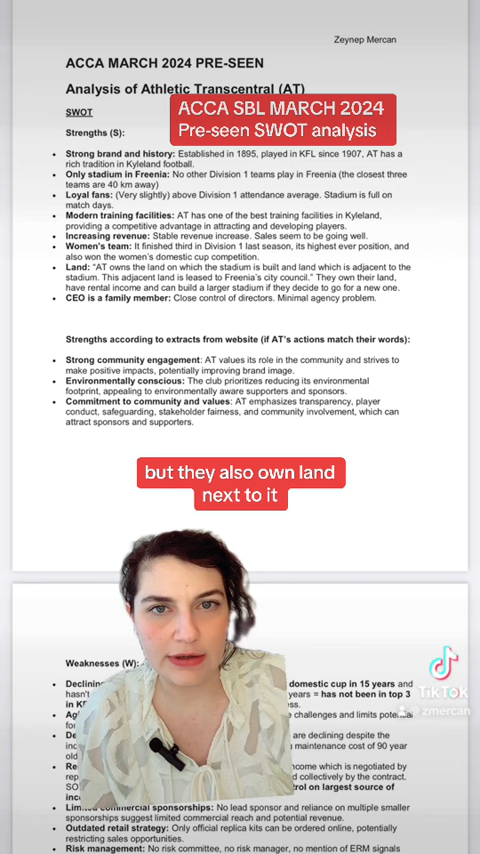 Zeynep Mercan
ACCA MARCH 2024 PRE-SEEN
Analysis of Athletic Transcentral (AT)
ACCA SBL MARCH 2024
Pre-seen SWOT analysis
SWOT
Strengths (S):
• Strong brand and history: Established in 1895, played in KFL since 1907, AT has a
rich tradition in Kyleland football.
• Only stadium in Freenia: No other Division 1 teams play in Freenia (the closest three
teams are 40 km away)
• Loyal fans: (Very slightly) above Division 1 attendance average. Stadium is full on
match days.
• Modern training facilities: AT has one of the best training facilities in Kyleland,
providing a competitive advantage in attracting and developing players.
• Increasing revenue: Stable revenue increase. Sales seem to be going well.
• Women's team: It finished third in Division 1 last season, its highest ever position, and
also won the women's domestic cup competition.
• Land: "AT owns the land on which the stadium is built and land which is adjacent to the
stadium. This adjacent land is leased to Freenia's city council." They own their land,
have rental income and can build a larger stadium if they decide to go for a new one.
• CEO is a family member: Close control of directors. Minimal agency problem.
Strengths according to extracts from website (if AT's actions match their words):
• Strong community engagement: AT values its role in the community and strives to
make positive impacts, potentially improving brand image.
• Environmentally conscious: The club prioritizes reducing its environmental
footprint, appealing to environmentally aware supporters and sponsors.
• Commitment to community and values: AT emphasizes transparency, player
conduct, safeguarding, stakeholder fairness, and community involvement, which can
attract sponsors and supporters.
but they also own land
next to it
Weaknesses (W):
• domestic cup in 15 years and
hasn't years = has not been in top 3
in
• challenges and limits potential
• are declining despite the
maintenance cost of 90 year
old
• income which is negotiated by
and collectively by the contract.
on largest source of
• commercial sponsorships: No lead sponsor and reliance on multiple smaller
sponsorships suggest limited commercial reach and potential revenue.
• Outdated retail strategy: Only official replica kits can be ordered online, potentially
restricting sales opportunities.
• Risk management: No risk committee, no risk manager, no mention of ERM signals
TikTok
@zmercan